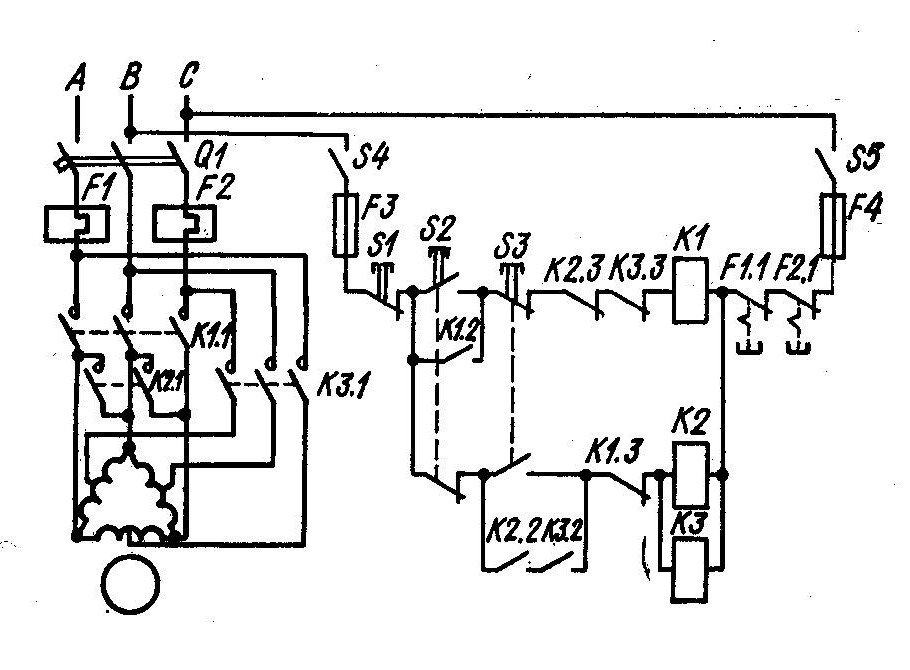 A B C
Q1
S4
S5
F1
F2
F3
F4
S1
S2
S3
K2.3
K3.3
K1
F1.1
F2.1
K1.1
K1.2
K2.1
K3.1
K2
K1.3
K2.2
K3.2
K3